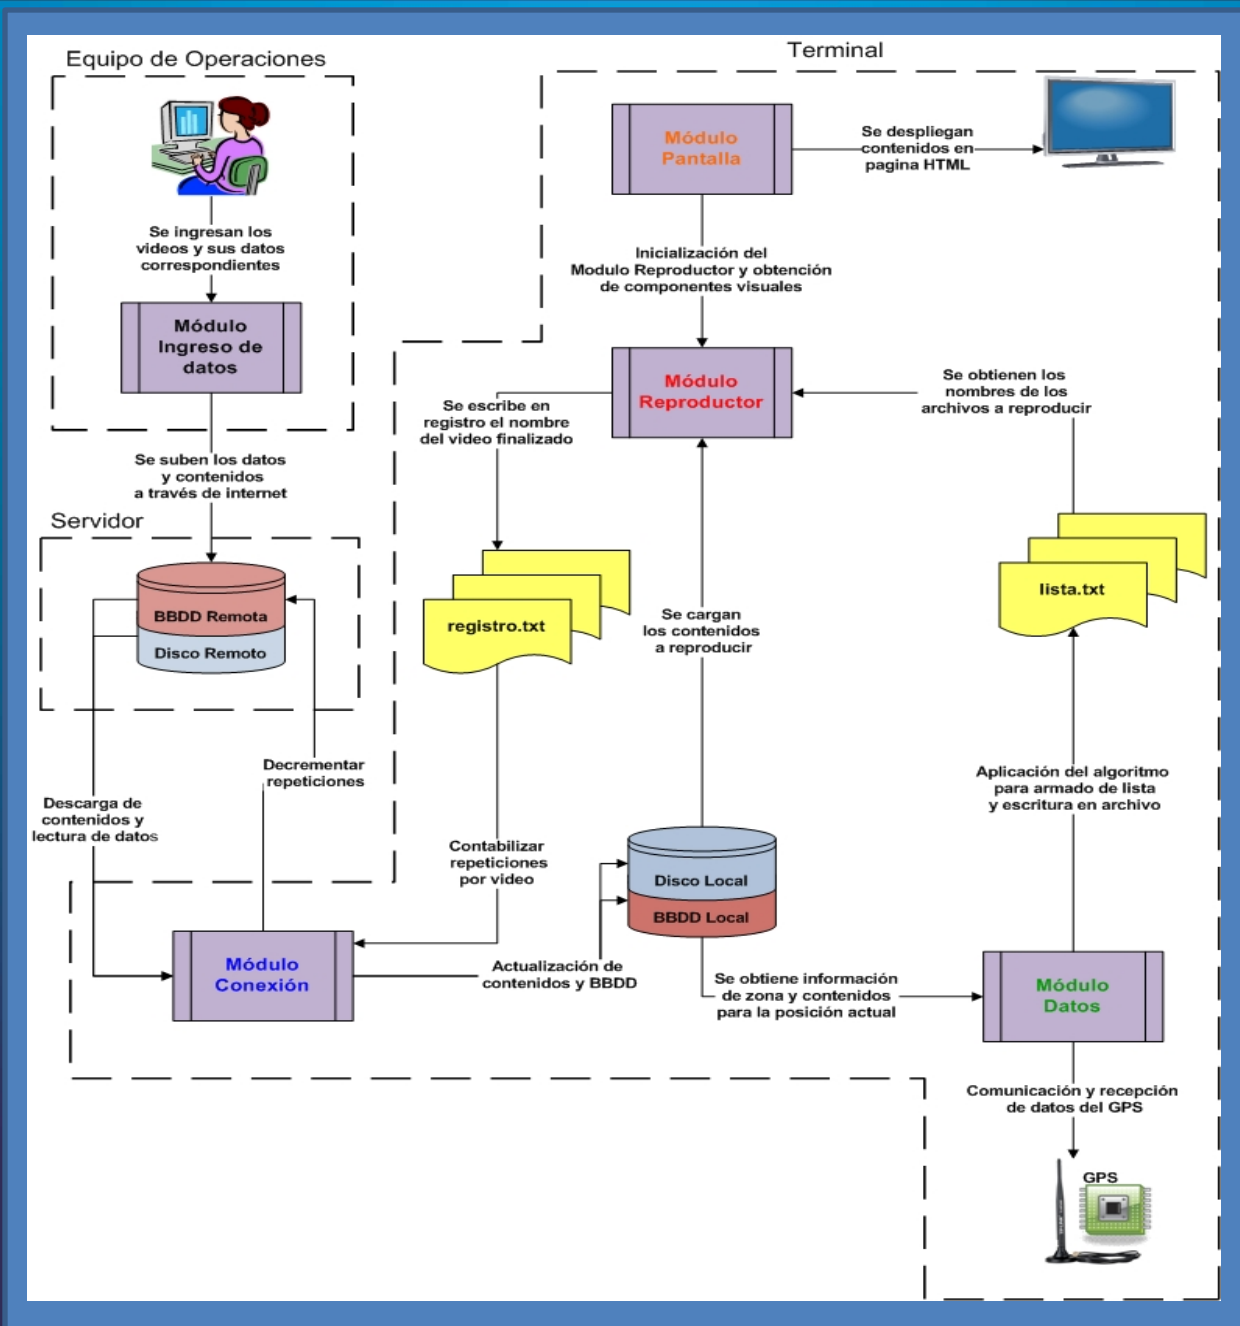 Equipo de Operaciones
Se ingresan los
videos y sus datos
correspondientes
Módulo
Ingreso de
datos
Se suben los datos
y contenidos
a través de internet
Servidor
BBDD Remota
Disco Remoto
Descarga de
contenidos y
lectura de datos
Decrementar
repeticiones
Módulo
Conexión
Terminal
Módulo
Pantalla
Se despliegan
contenidos en
pagina HTML
Inicialización del
Modulo Reproductor y obtención
de componentes visuales
Módulo
Reproductor
Se escribe en
registro el nombre
del video finalizado
registro.txt
Contabilizar
repeticiones
por video
Actualización de
contenidos y BBDD
Se cargan
los contenidos
a reproducir
Disco Local
BBDD Local
Se obtiene información
de zona y contenidos
para la posición actual
Se obtienen los
nombres de los
archivos a reproducir
lista.txt
Aplicación del algoritmo
para armado de lista
y escritura en archivo
Módulo
Datos
Comunicación y recepción
de datos del GPS
GPS